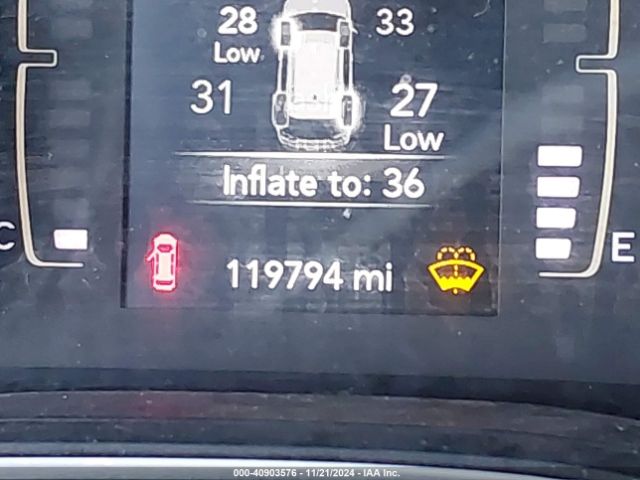 28 33
Low
31 27
Low
Inflate to: 36
C E
119794 mi
000-40903576 - 11/21/2024 - IAA Inc.